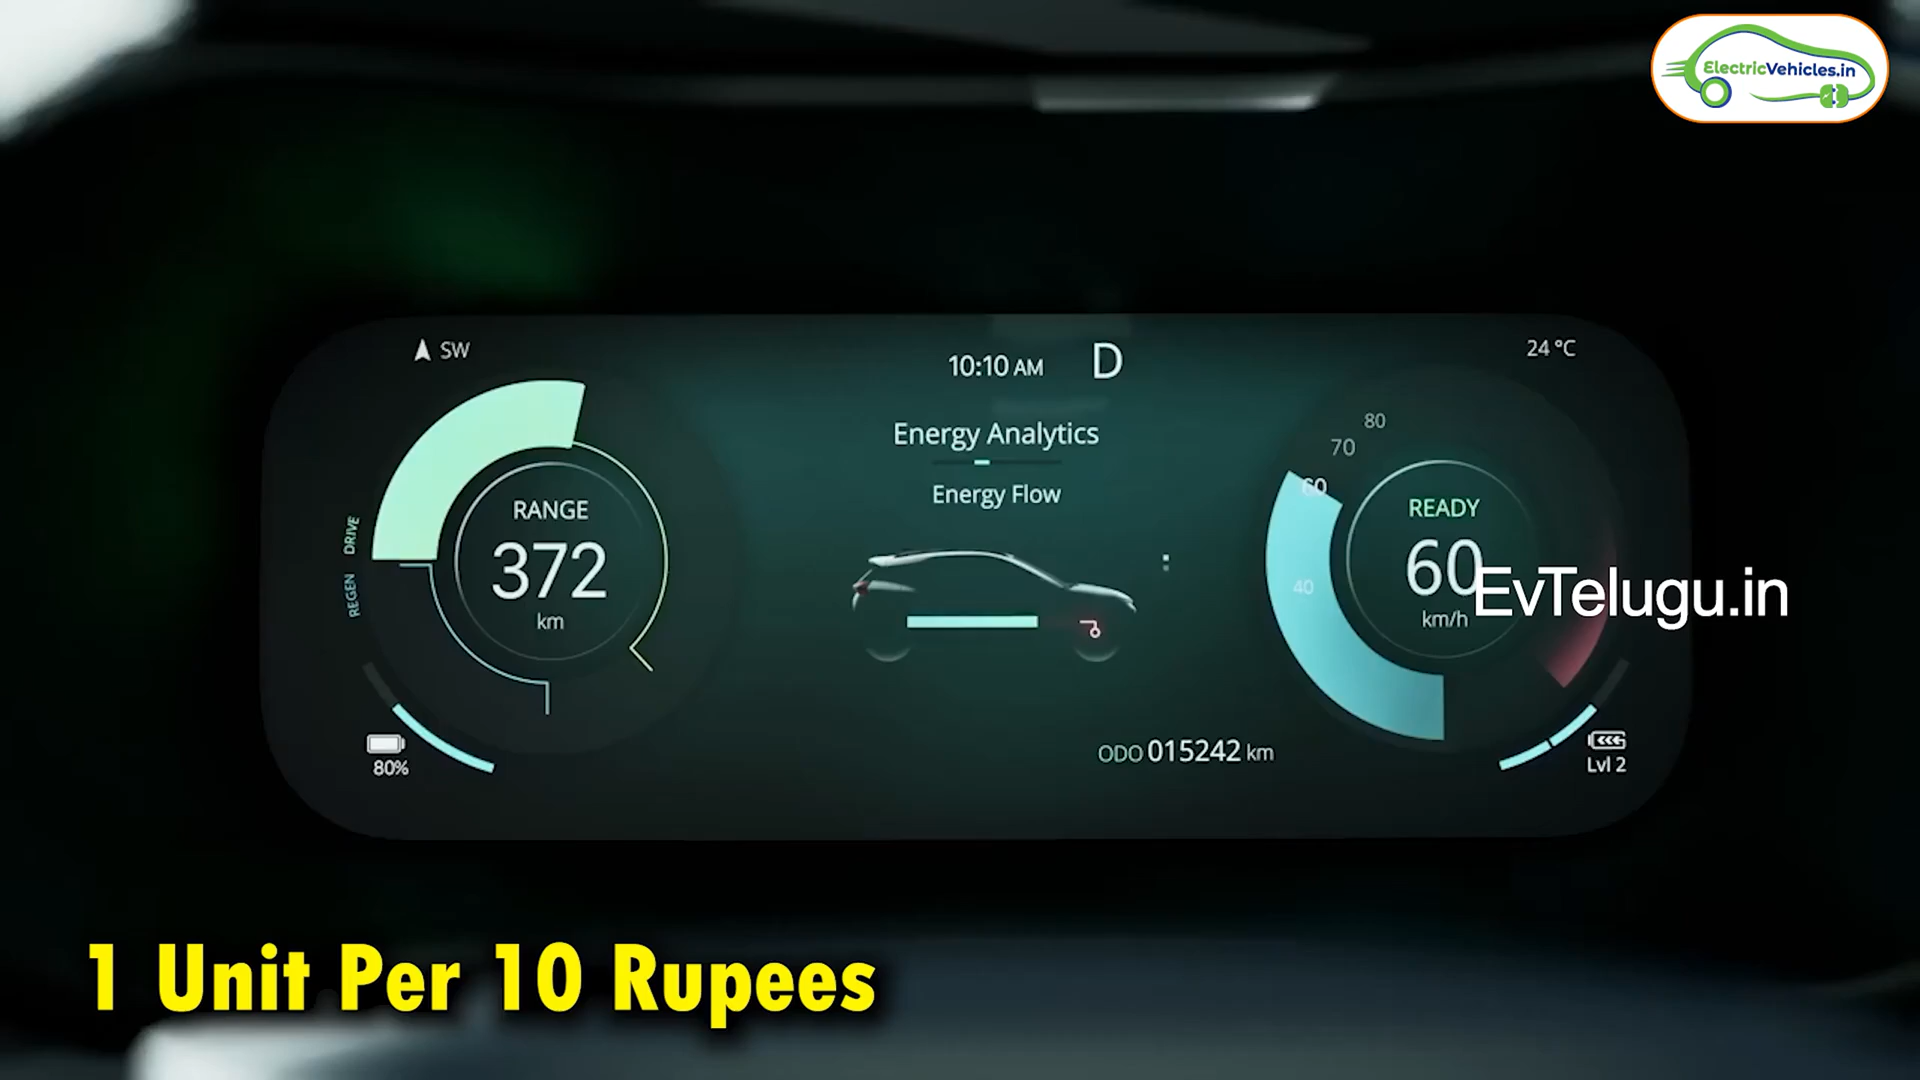 ElectricVehicles.in
SW
10:10 AM
D
24 °C
Energy Analytics
Energy Flow
DRIVE
REGEN
RANGE
372
km
80
70
60
40
READY
60
km/h
EvTelugu.in
80%
ODO 015242 km
Lvl 2
1 Unit Per 10 Rupees